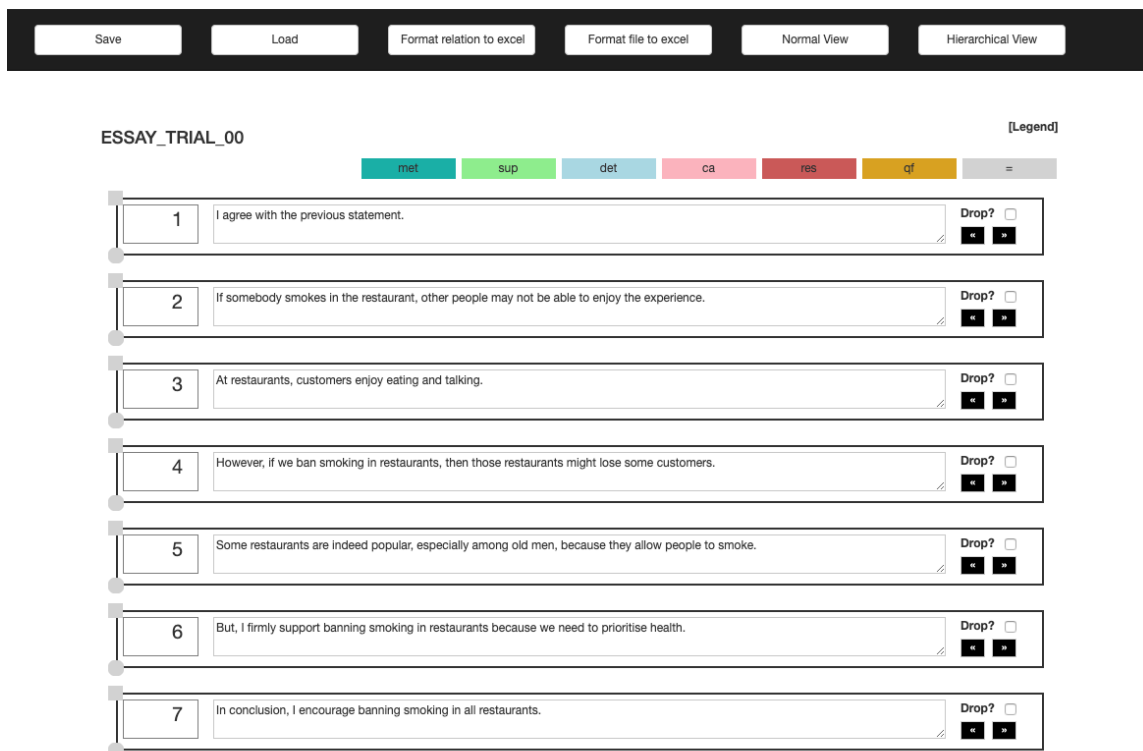 Save Load Format relation to excel Format file to excel Normal View Hierarchical View
[Legend]
ESSAY_TRIAL_00
met sup det ca res qf =
1 I agree with the previous statement. Drop?
« »
2 If somebody smokes in the restaurant, other people may not be able to enjoy the experience. Drop?
« »
3 At restaurants, customers enjoy eating and talking. Drop?
« »
4 However, if we ban smoking in restaurants, then those restaurants might lose some customers. Drop?
« »
5 Some restaurants are indeed popular, especially among old men, because they allow people to smoke. Drop?
« »
6 But, I firmly support banning smoking in restaurants because we need to prioritise health. Drop?
« »
7 In conclusion, I encourage banning smoking in all restaurants. Drop?
« »